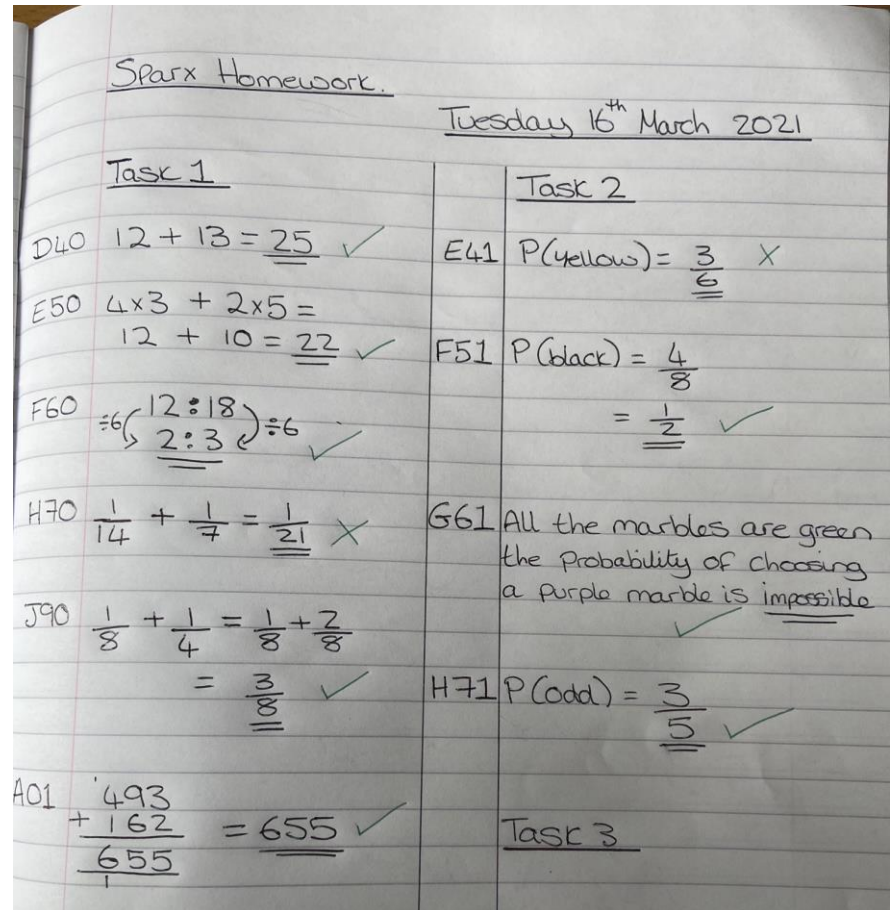 Sparx Homework.
Tuesday 16th March 2021
Task 1
D40 12 + 13 = 25 ✓
E50 4x3 + 2x5 =
12 + 10 = 22 ✓
F60 ÷6 12:18 ÷6
2:3 ✓
H70 1/14 + 1/7 = 1/21 X
J90 1/8 + 1/4 = 1/8 + 2/8
= 3/8 ✓
A01 493
+ 162 = 655 ✓
655
1
Task 2
E41 P(yellow) = 3/6 X
F51 P(black) = 4/8
= 1/2 ✓
G61 All the marbles are green
the probability of choosing
a purple marble is impossible
✓
H71 P(odd) = 3/5 ✓
Task 3